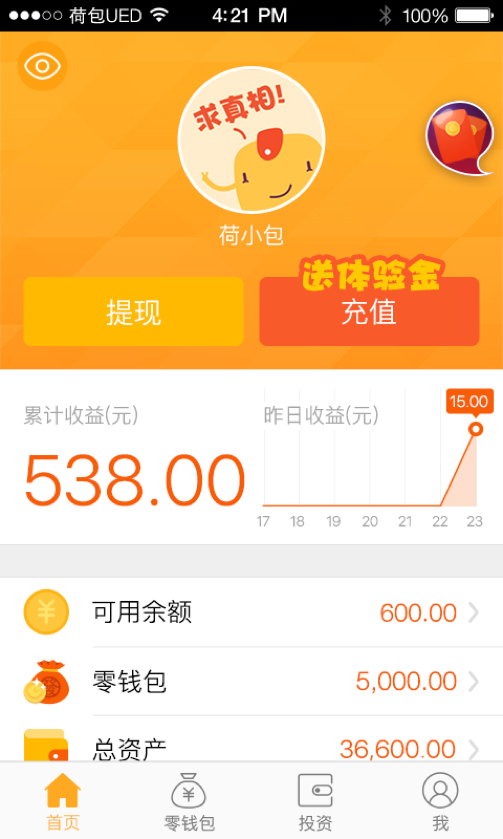 荷包UED 4:21 PM 100%
求真相!
荷小包
送体验金
提现 充值
累计收益(元) 昨日收益(元)
15.00
538.00
17 18 19 20 21 22 23
¥ 可用余额 600.00
零钱包 5,000.00
总资产 36,600.00
首页 零钱包 投资 我